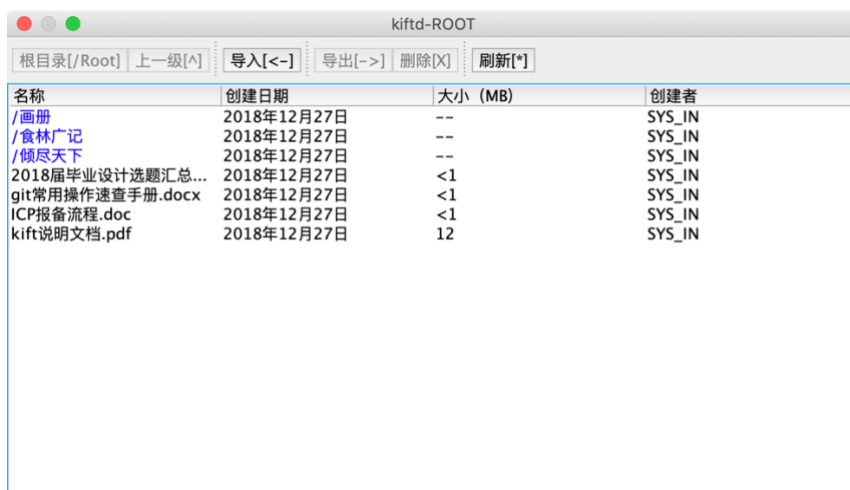 kiftd-ROOT
根目录[/Root] 上一级[^] 导入[<-] 导出[->] 删除[X] 刷新[*]
名称 创建日期 大小（MB） 创建者
/画册 2018年12月27日 -- SYS_IN
/食林广记 2018年12月27日 -- SYS_IN
/倾尽天下 2018年12月27日 -- SYS_IN
2018届毕业设计选题汇总... 2018年12月27日 <1 SYS_IN
git常用操作速查手册.docx 2018年12月27日 <1 SYS_IN
ICP报备流程.doc 2018年12月27日 <1 SYS_IN
kift说明文档.pdf 2018年12月27日 12 SYS_IN